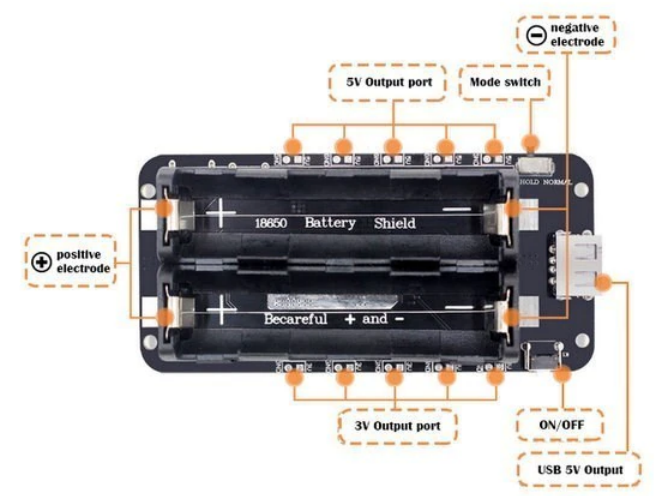 negative
electrode
5V Output port
Mode switch
HOLD NORMAL
18650 Battery Shield
positive
electrode
Becareful + and -
3V Output port
ON/OFF
USB 5V Output